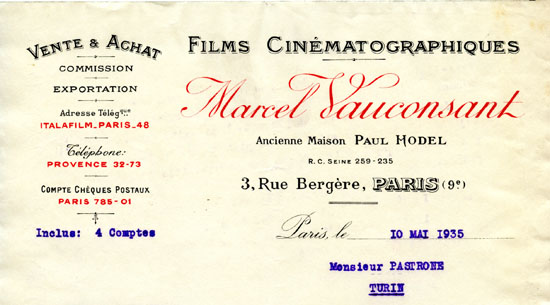 VENTE & ACHAT
COMMISSION
EXPORTATION
Adresse Télég^que
ITALAFILM_PARIS_48
Téléphone:
PROVENCE 32-73
COMPTE CHÈQUES POSTAUX
PARIS 785-01
Inclus: 4 Comptes
FILMS CINÉMATOGRAPHIQUES
Marcel Vauconsant
Ancienne Maison PAUL HODEL
R.C. SEINE 259-235
3, Rue Bergère, PARIS (9e)
Paris, le 10 MAI 1935
Monsieur PASTRONE
TURIN